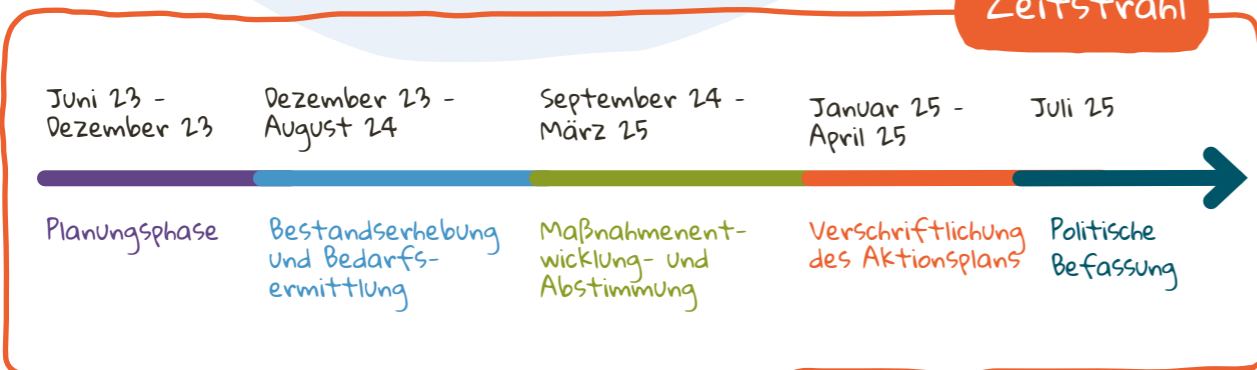 Zeitstrahl
Juni 23 -
Dezember 23
Dezember 23 -
August 24
September 24 -
März 25
Januar 25 -
April 25
Juli 25
Planungsphase
Bestandserhebung
und Bedarfs-
ermittlung
Maßnahmenent-
wicklung- und
Abstimmung
Verschriftlichung
des Aktionsplans
Politische
Befassung